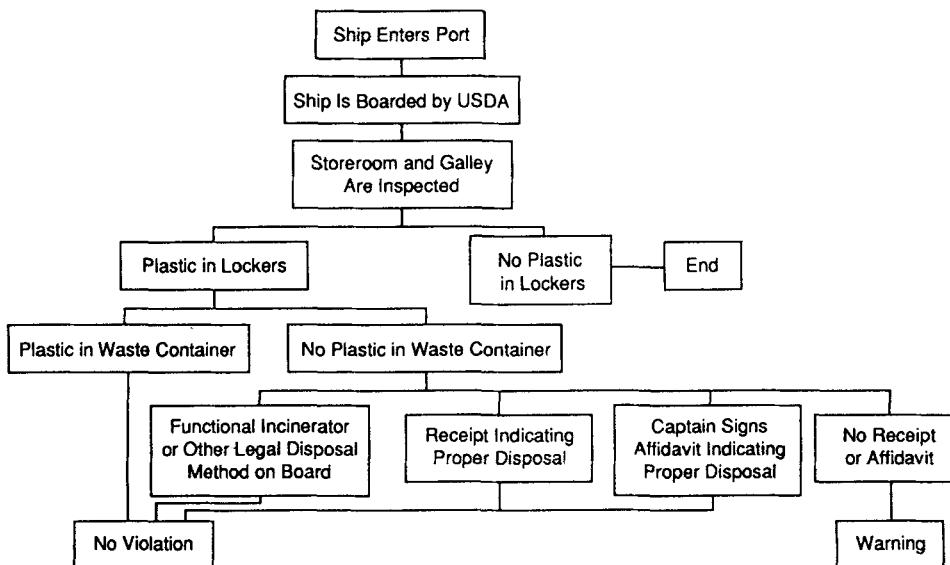 Ship Enters Port
Ship Is Boarded by USDA
Storeroom and Galley
Are Inspected
Plastic in Lockers
No Plastic
in Lockers
End
Plastic in Waste Container
No Plastic in Waste Container
Functional Incinerator
or Other Legal Disposal
Method on Board
Receipt Indicating
Proper Disposal
Captain Signs
Affidavit Indicating
Proper Disposal
No Receipt
or Affidavit
No Violation
Warning